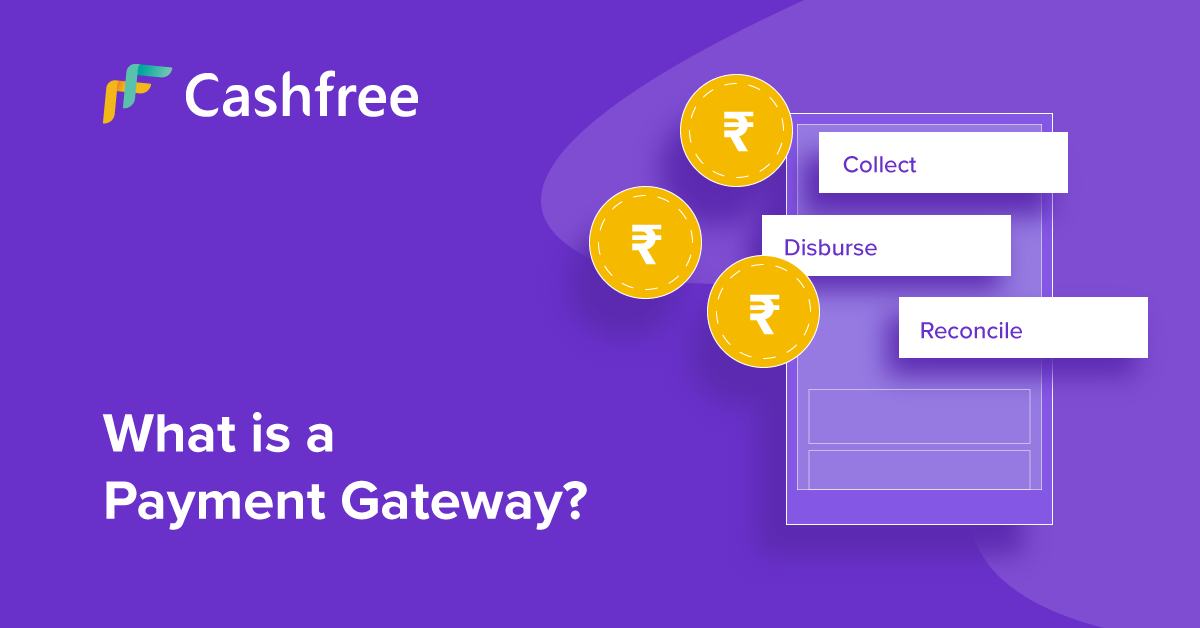 Cashfree
₹
Collect
₹
Disburse
₹
Reconcile
What is a
Payment Gateway?